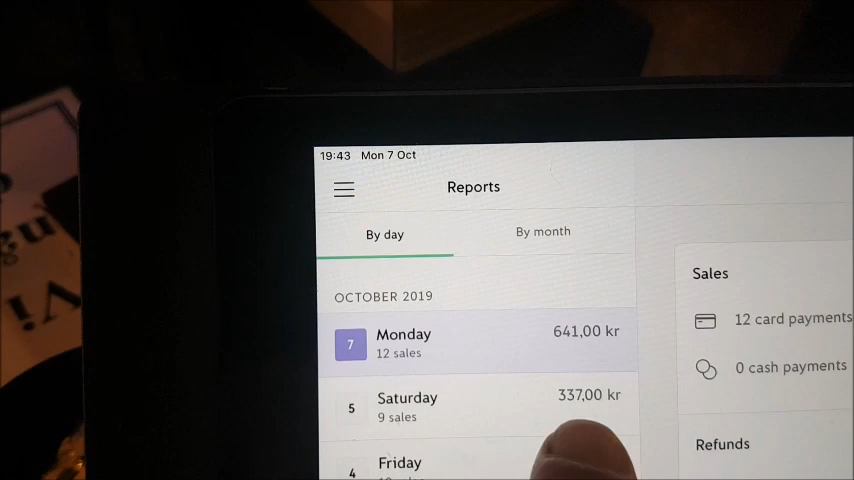 19:43 Mon 7 Oct
Reports
By day By month
OCTOBER 2019
7 Monday 641,00 kr
12 sales
5 Saturday 337,00 kr
9 sales
4 Friday
Sales
12 card payments
0 cash payments
Refunds
Vi